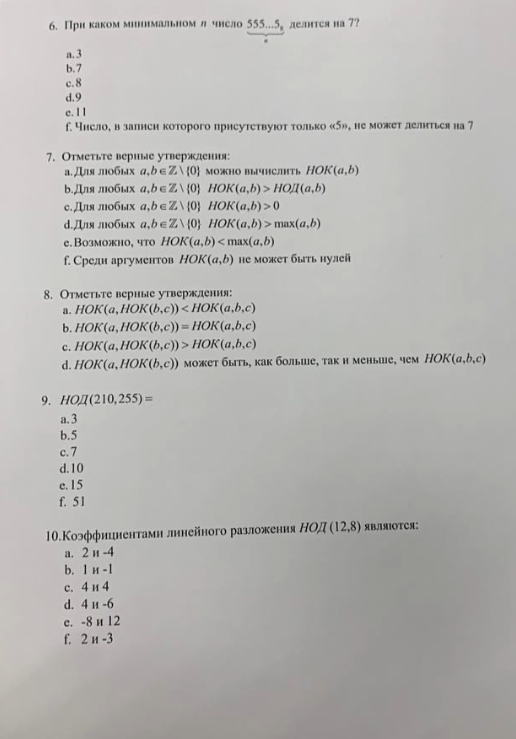 6. При каком минимальном n число 555...5₈ делится на 7?
n
a. 3
b. 7
c. 8
d. 9
e. 11
f. Число, в записи которого присутствуют только «5», не может делиться на 7
7. Отметьте верные утверждения:
a. Для любых a,b∈ℤ\{0} можно вычислить НОК(a,b)
b. Для любых a,b∈ℤ\{0} НОК(a,b) > НОД(a,b)
c. Для любых a,b∈ℤ\{0} НОК(a,b) > 0
d. Для любых a,b∈ℤ\{0} НОК(a,b) > max(a,b)
e. Возможно, что НОК(a,b) < max(a,b)
f. Среди аргументов НОК(a,b) не может быть нулей
8. Отметьте верные утверждения:
a. НОК(a,НОК(b,c)) < НОК(a,b,c)
b. НОК(a,НОК(b,c)) = НОК(a,b,c)
c. НОК(a,НОК(b,c)) > НОК(a,b,c)
d. НОК(a,НОК(b,c)) может быть, как больше, так и меньше, чем НОК(a,b,c)
9. НОД(210,255) =
a. 3
b. 5
c. 7
d. 10
e. 15
f. 51
10. Коэффициентами линейного разложения НОД (12,8) являются:
a. 2 и -4
b. 1 и -1
c. 4 и 4
d. 4 и -6
e. -8 и 12
f. 2 и -3